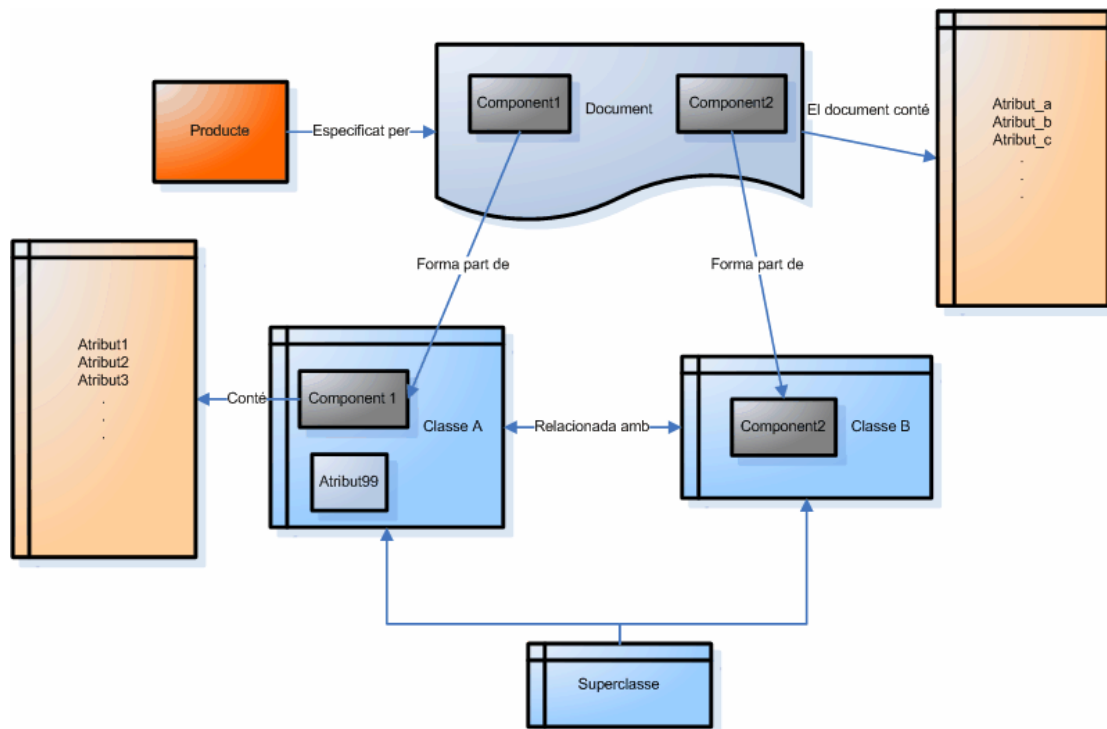 Producte
Especificat per
Component1
Document
Component2
El document conté
Atribut_a
Atribut_b
Atribut_c
.
.
.
Forma part de
Forma part de
Atribut1
Atribut2
Atribut3
.
.
.
Conté
Component 1
Classe A
Atribut99
Relacionada amb
Component2
Classe B
Superclasse